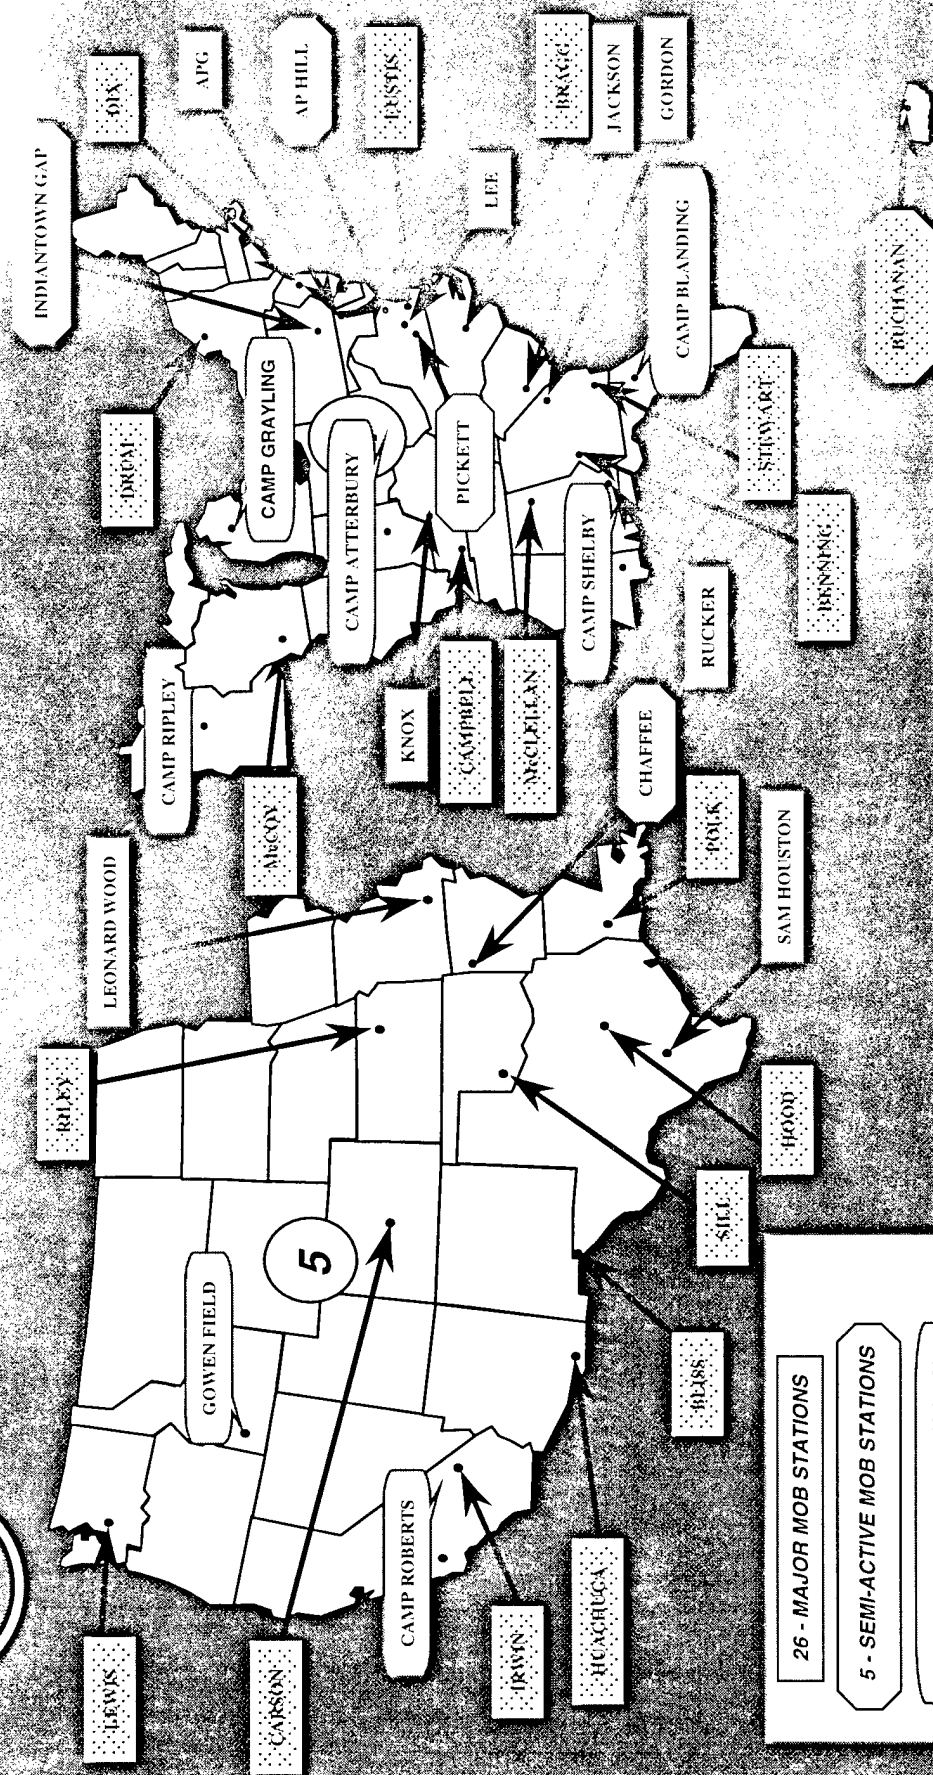 LEWIS
CARSON
CAMP ROBERTS
IRWIN
HUACHUCA
GOWEN FIELD
5
BLISS
SILL
HOOD
RILEY
LEONARD WOOD
McCOY
CAMP RIPLEY
SAM HOUSTON
POLK
CHAFFEE
KNOX
CAMPBELL
McCLELLAN
RUCKER
CAMP SHELBY
CAMP ATTERBURY
CAMP GRAYLING
PICKETT
DRUM
BENNING
STEWART
CAMP BLANDING
BUCHANAN
INDIANTOWN GAP
DIX
APG
AP HILL
EUSTIS
LEE
BRAGG
JACKSON
GORDON
26 - MAJOR MOB STATIONS
5 - SEMI-ACTIVE MOB STATIONS